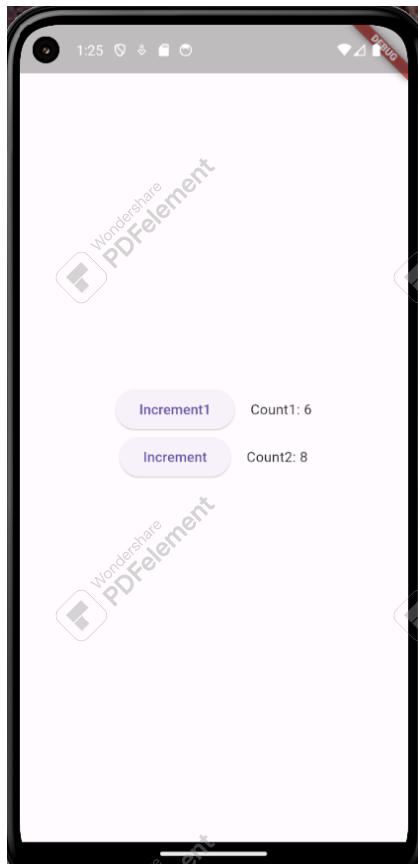 1:25
DEBUG
Wondershare
PDFelement
Increment1 Count1: 6
Increment Count2: 8
Wondershare
PDFelement